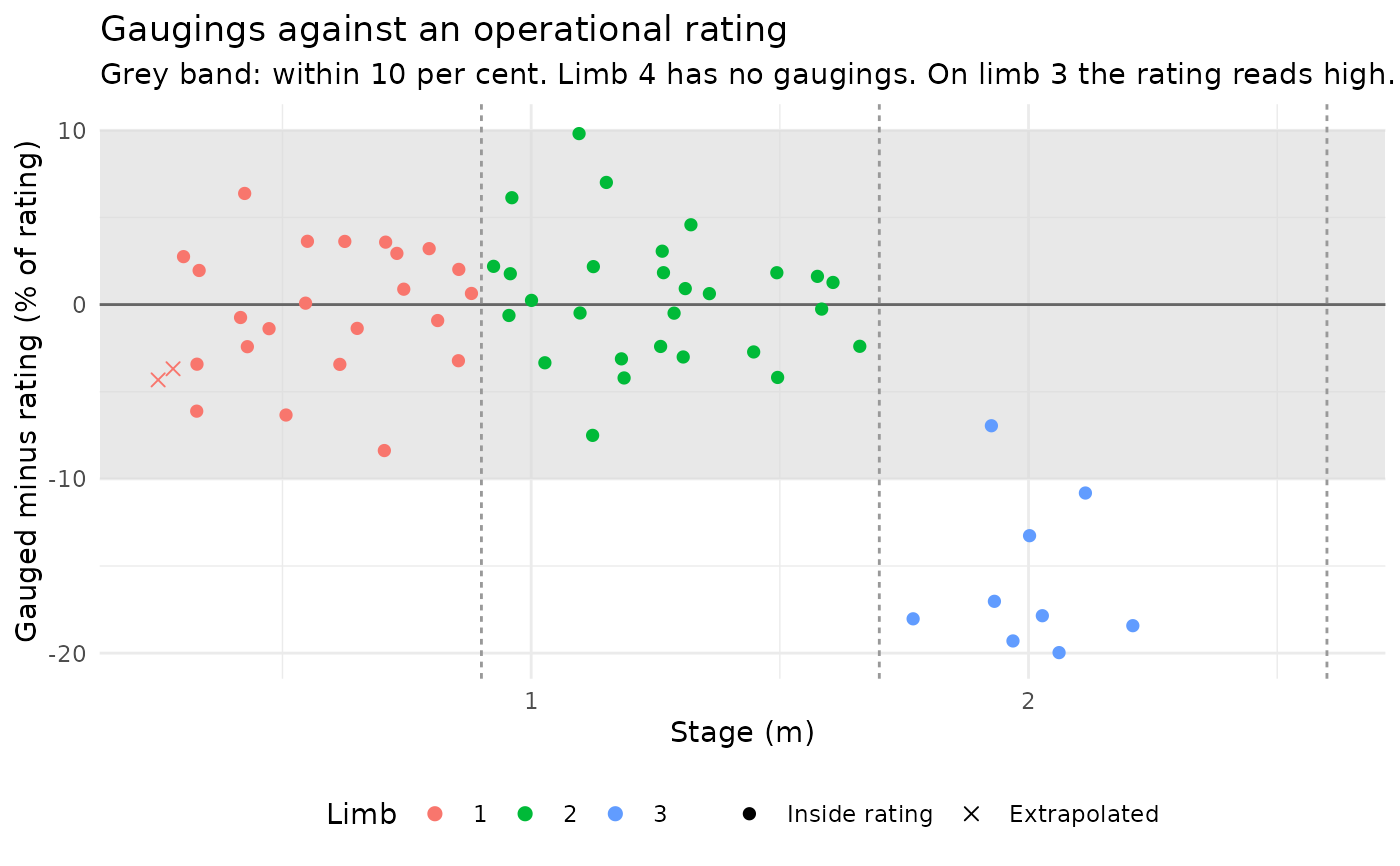 Gaugings against an operational rating
Grey band: within 10 per cent. Limb 4 has no gaugings. On limb 3 the rating reads high.
Gauged minus rating (% of rating)
10
0
-10
-20
1
2
Stage (m)
Limb
1
2
3
Inside rating
Extrapolated